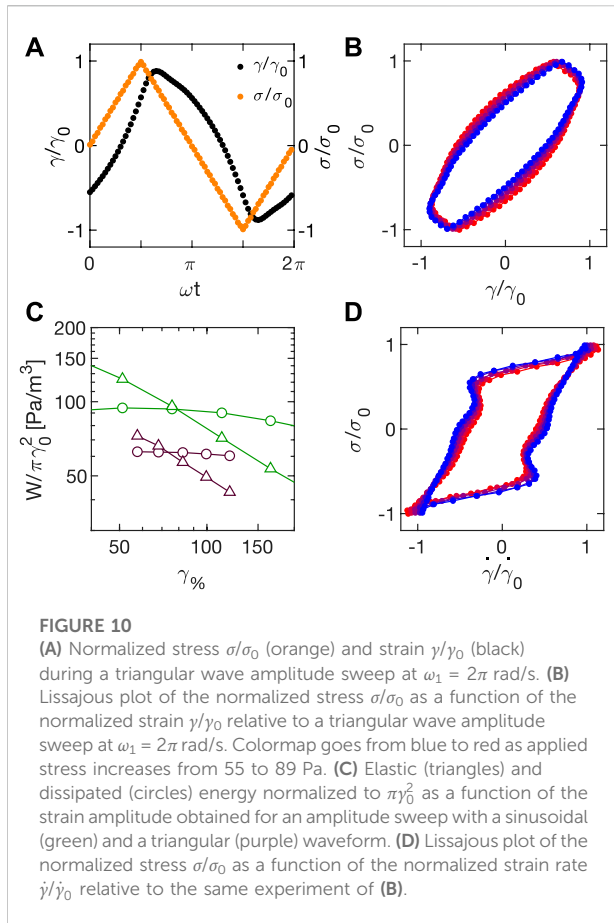 A
B
γ/γ₀
σ/σ₀
1
0
-1
γ/γ₀
1
0
-1
σ/σ₀
0
π
2π
ωt
1
0
-1
σ/σ₀
-1
0
1
γ/γ₀
C
D
200
150
100
50
W/πγ₀² [Pa/m³]
50
100
150
γ%
1
0
-1
σ/σ₀
-1
0
1
γ̇/γ̇₀
FIGURE 10
(A) Normalized stress σ/σ₀ (orange) and strain γ/γ₀ (black)
during a triangular wave amplitude sweep at ω₁ = 2π rad/s. (B)
Lissajous plot of the normalized stress σ/σ₀ as a function of the
normalized strain γ/γ₀ relative to a triangular wave amplitude
sweep at ω₁ = 2π rad/s. Colormap goes from blue to red as applied
stress increases from 55 to 89 Pa. (C) Elastic (triangles) and
dissipated (circles) energy normalized to πγ₀² as a function of the
strain amplitude obtained for an amplitude sweep with a sinusoidal
(green) and a triangular (purple) waveform. (D) Lissajous plot of the
normalized stress σ/σ₀ as a function of the normalized strain rate
γ̇/γ̇₀ relative to the same experiment of (B).